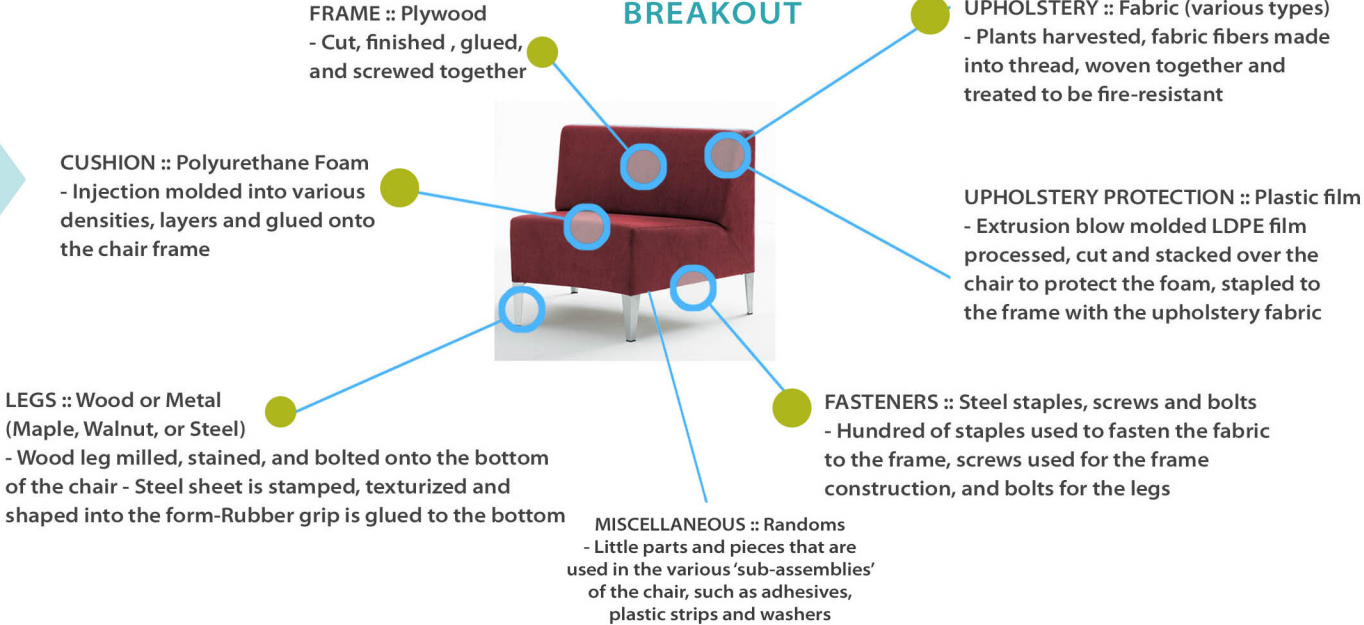 BREAKOUT
FRAME :: Plywood
- Cut, finished , glued,
and screwed together
UPHOLSTERY :: Fabric (various types)
- Plants harvested, fabric fibers made
into thread, woven together and
treated to be fire-resistant
CUSHION :: Polyurethane Foam
- Injection molded into various
densities, layers and glued onto
the chair frame
UPHOLSTERY PROTECTION :: Plastic film
- Extrusion blow molded LDPE film
processed, cut and stacked over the
chair to protect the foam, stapled to
the frame with the upholstery fabric
LEGS :: Wood or Metal
(Maple, Walnut, or Steel)
- Wood leg milled, stained, and bolted onto the bottom
of the chair - Steel sheet is stamped, texturized and
shaped into the form-Rubber grip is glued to the bottom
FASTENERS :: Steel staples, screws and bolts
- Hundred of staples used to fasten the fabric
to the frame, screws used for the frame
construction, and bolts for the legs
MISCELLANEOUS :: Randoms
- Little parts and pieces that are
used in the various ‘sub-assemblies’
of the chair, such as adhesives,
plastic strips and washers